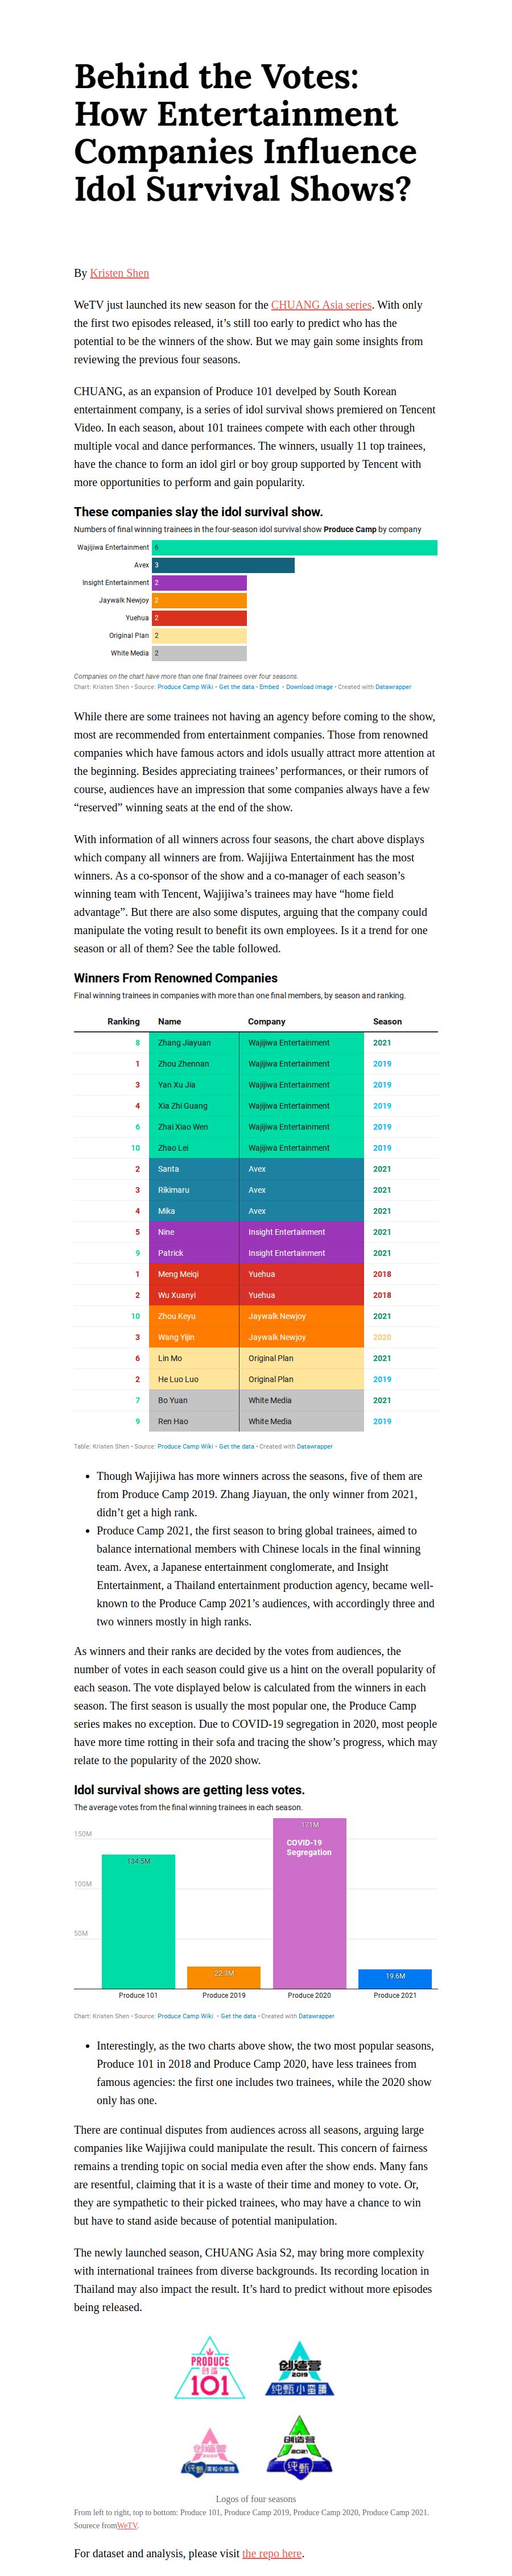 Behind the Votes:
How Entertainment
Companies Influence
Idol Survival Shows?
By Kristen Shen
WeTV just launched its new season for the CHUANG Asia series. With only
the first two episodes released, it’s still too early to predict who has the
potential to be the winners of the show. But we may gain some insights from
reviewing the previous four seasons.
CHUANG, as an expansion of Produce 101 develped by South Korean
entertainment company, is a series of idol survival shows premiered on Tencent
Video. In each season, about 101 trainees compete with each other through
multiple vocal and dance performances. The winners, usually 11 top trainees,
have the chance to form an idol girl or boy group supported by Tencent with
more opportunities to perform and gain popularity.
These companies slay the idol survival show.
Numbers of final winning trainees in the four-season idol survival show Produce Camp by company
Wajijiwa Entertainment 6
Avex 3
Insight Entertainment 2
Jaywalk Newjoy 2
Yuehua 2
Original Plan 2
White Media 2
Companies on the chart have more than one final trainees over four seasons.
Chart: Kristen Shen • Source: Produce Camp Wiki • Get the data • Embed • Download image • Created with Datawrapper
While there are some trainees not having an agency before coming to the show,
most are recommended from entertainment companies. Those from renowned
companies which have famous actors and idols usually attract more attention at
the beginning. Besides appreciating trainees’ performances, or their rumors of
course, audiences have an impression that some companies always have a few
“reserved” winning seats at the end of the show.
With information of all winners across four seasons, the chart above displays
which company all winners are from. Wajijiwa Entertainment has the most
winners. As a co-sponsor of the show and a co-manager of each season’s
winning team with Tencent, Wajijiwa’s trainees may have “home field
advantage”. But there are also some disputes, arguing that the company could
manipulate the voting result to benefit its own employees. Is it a trend for one
season or all of them? See the table followed.
Winners From Renowned Companies
Final winning trainees in companies with more than one final members, by season and ranking.
Ranking Name Company Season
8 Zhang Jiayuan Wajijiwa Entertainment 2021
1 Zhou Zhennan Wajijiwa Entertainment 2019
3 Yan Xu Jia Wajijiwa Entertainment 2019
4 Xia Zhi Guang Wajijiwa Entertainment 2019
6 Zhai Xiao Wen Wajijiwa Entertainment 2019
10 Zhao Lei Wajijiwa Entertainment 2019
2 Santa Avex 2021
3 Rikimaru Avex 2021
4 Mika Avex 2021
5 Nine Insight Entertainment 2021
9 Patrick Insight Entertainment 2021
1 Meng Meiqi Yuehua 2018
2 Wu Xuanyi Yuehua 2018
10 Zhou Keyu Jaywalk Newjoy 2021
3 Wang Yijin Jaywalk Newjoy 2020
6 Lin Mo Original Plan 2021
2 He Luo Luo Original Plan 2019
7 Bo Yuan White Media 2021
9 Ren Hao White Media 2019
Table: Kristen Shen • Source: Produce Camp Wiki • Get the data • Created with Datawrapper
• Though Wajijiwa has more winners across the seasons, five of them are
from Produce Camp 2019. Zhang Jiayuan, the only winner from 2021,
didn’t get a high rank.
• Produce Camp 2021, the first season to bring global trainees, aimed to
balance international members with Chinese locals in the final winning
team. Avex, a Japanese entertainment conglomerate, and Insight
Entertainment, a Thailand entertainment production agency, became well-
known to the Produce Camp 2021’s audiences, with accordingly three and
two winners mostly in high ranks.
As winners and their ranks are decided by the votes from audiences, the
number of votes in each season could give us a hint on the overall popularity of
each season. The vote displayed below is calculated from the winners in each
season. The first season is usually the most popular one, the Produce Camp
series makes no exception. Due to COVID-19 segregation in 2020, most people
have more time rotting in their sofa and tracing the show’s progress, which may
relate to the popularity of the 2020 show.
Idol survival shows are getting less votes.
The average votes from the final winning trainees in each season.
150M
100M
50M
134.5M
22.3M
171M
COVID-19
Segregation
19.6M
Produce 101 Produce 2019 Produce 2020 Produce 2021
Chart: Kristen Shen • Source: Produce Camp Wiki • Get the data • Created with Datawrapper
• Interestingly, as the two charts above show, the two most popular seasons,
Produce 101 in 2018 and Produce Camp 2020, have less trainees from
famous agencies: the first one includes two trainees, while the 2020 show
only has one.
There are continual disputes from audiences across all seasons, arguing large
companies like Wajijiwa could manipulate the result. This concern of fairness
remains a trending topic on social media even after the show ends. Many fans
are resentful, claiming that it is a waste of their time and money to vote. Or,
they are sympathetic to their picked trainees, who may have a chance to win
but have to stand aside because of potential manipulation.
The newly launched season, CHUANG Asia S2, may bring more complexity
with international trainees from diverse backgrounds. Its recording location in
Thailand may also impact the result. It’s hard to predict without more episodes
being released.
PRODUCE
101
创造营
2019
纯甄小蛮腰
创造营
2020
创造营
2021
纯甄
Logos of four seasons
From left to right, top to bottom: Produce 101, Produce Camp 2019, Produce Camp 2020, Produce Camp 2021.
Sourece fromWeTV.
For dataset and analysis, please visit the repo here.